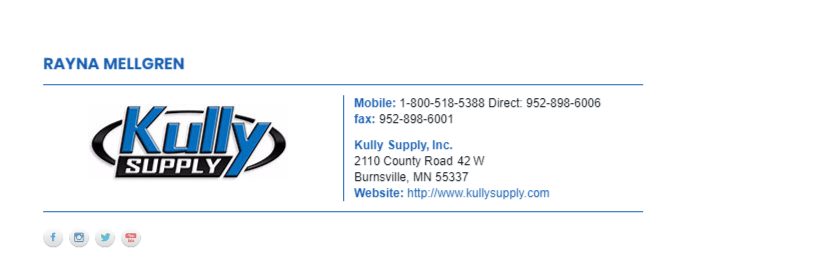 RAYNA MELLGREN
Kully
SUPPLY
Mobile: 1-800-518-5388 Direct: 952-898-6006
fax: 952-898-6001
Kully Supply, Inc.
2110 County Road 42 W
Burnsville, MN 55337
Website: http://www.kullysupply.com